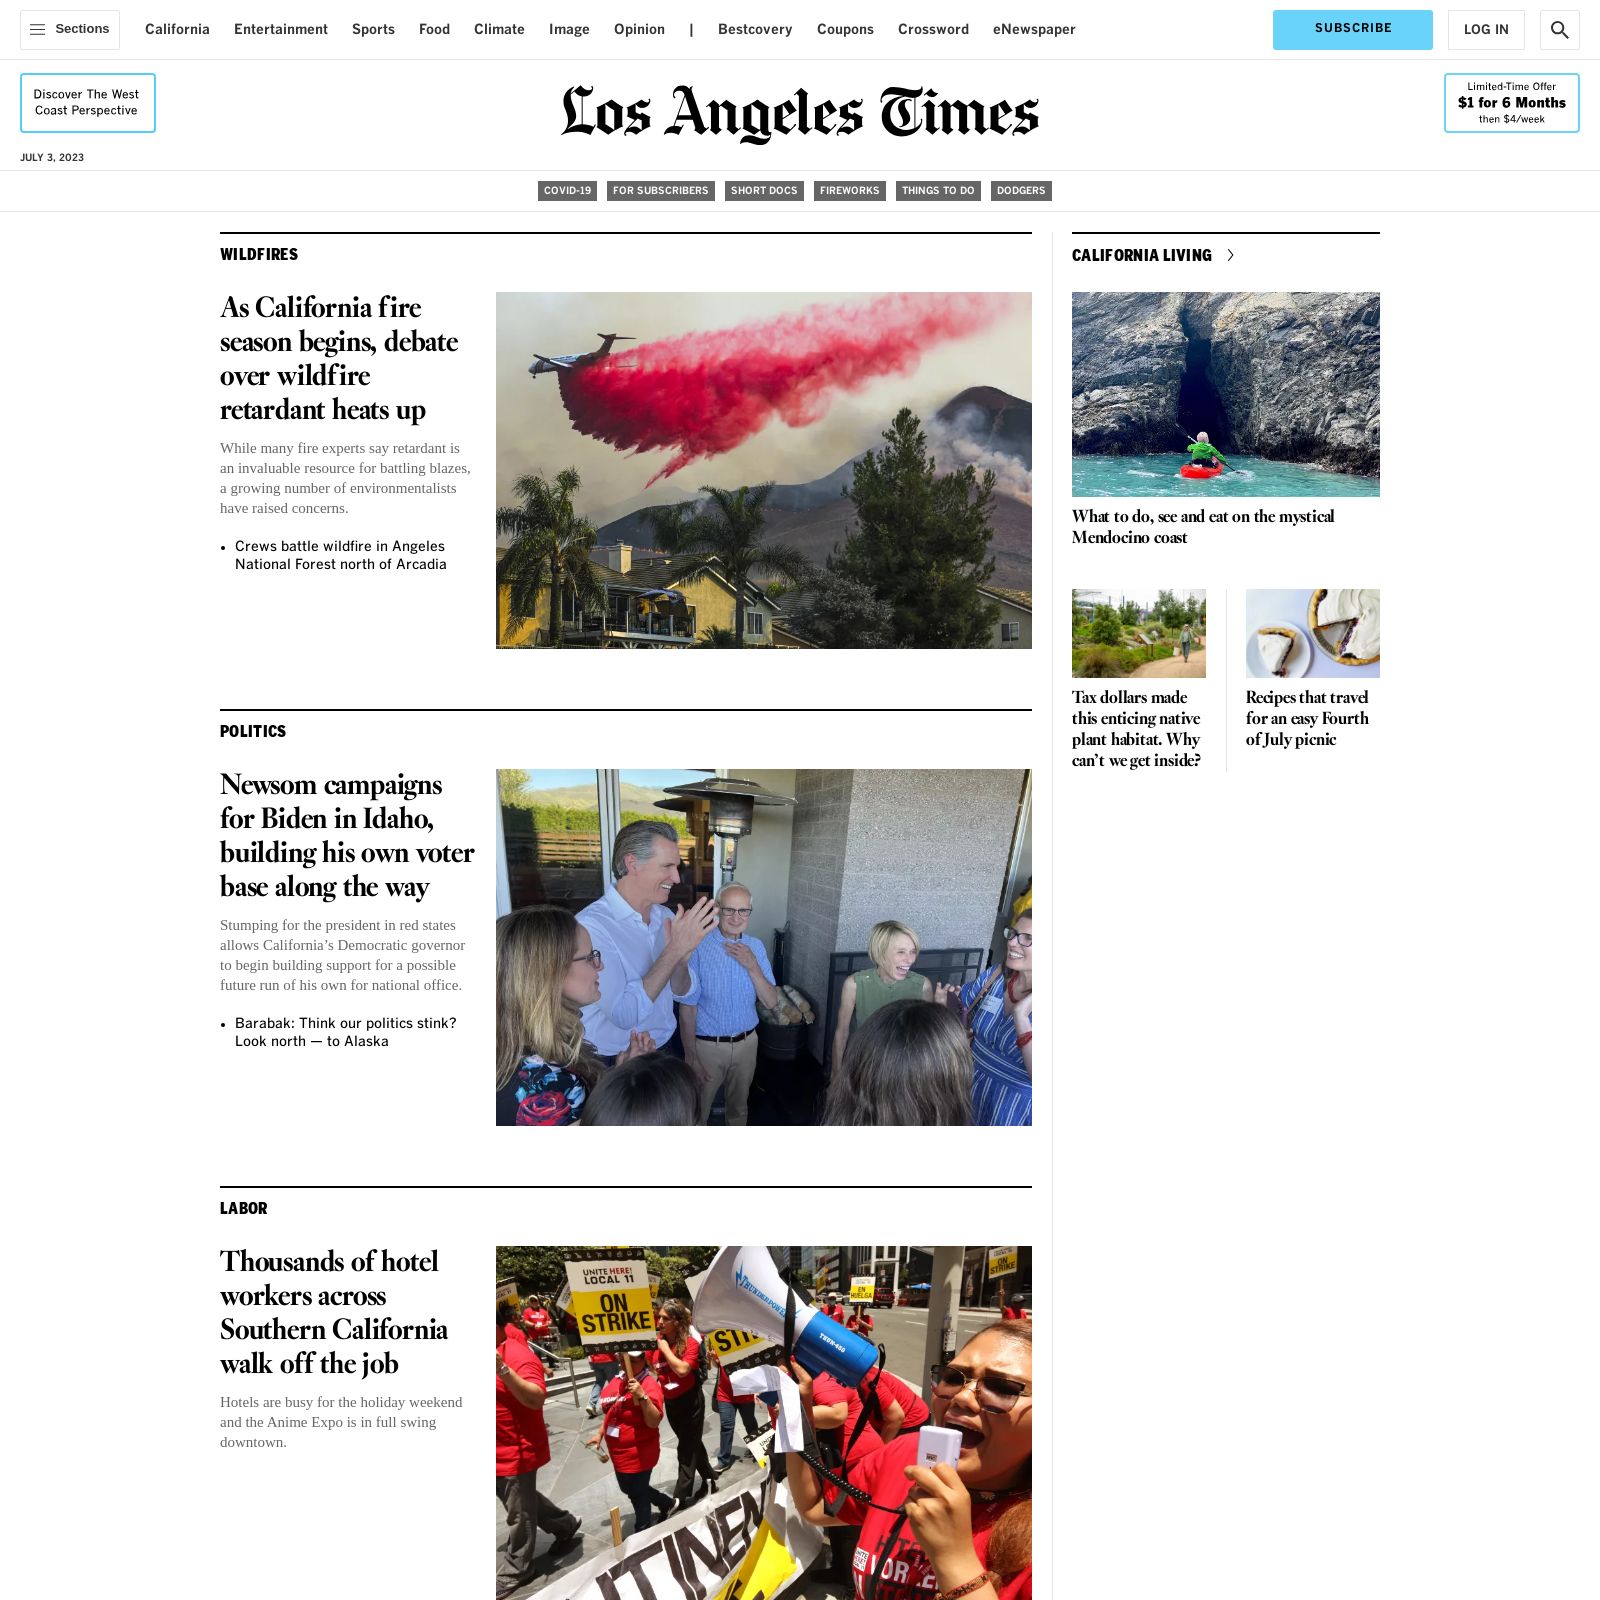 Sections
California
Entertainment
Sports
Food
Climate
Image
Opinion
|
Bestcovery
Coupons
Crossword
eNewspaper
SUBSCRIBE
LOG IN
Discover The West
Coast Perspective
Los Angeles Times
Limited-Time Offer
$1 for 6 Months
then $4/week
JULY 3, 2023
COVID-19
FOR SUBSCRIBERS
SHORT DOCS
FIREWORKS
THINGS TO DO
DODGERS
WILDFIRES
As California fire
season begins, debate
over wildfire
retardant heats up
While many fire experts say retardant is
an invaluable resource for battling blazes,
a growing number of environmentalists
have raised concerns.
• Crews battle wildfire in Angeles
National Forest north of Arcadia
POLITICS
Newsom campaigns
for Biden in Idaho,
building his own voter
base along the way
Stumping for the president in red states
allows California’s Democratic governor
to begin building support for a possible
future run of his own for national office.
• Barabak: Think our politics stink?
Look north — to Alaska
LABOR
Thousands of hotel
workers across
Southern California
walk off the job
Hotels are busy for the holiday weekend
and the Anime Expo is in full swing
downtown.
UNITE HERE!
LOCAL 11
ON
STRIKE
THUNDERPOWER
EN
HUELGA
ON
STRIKE
CALIFORNIA LIVING
What to do, see and eat on the mystical
Mendocino coast
Tax dollars made
this enticing native
plant habitat. Why
can’t we get inside?
Recipes that travel
for an easy Fourth
of July picnic